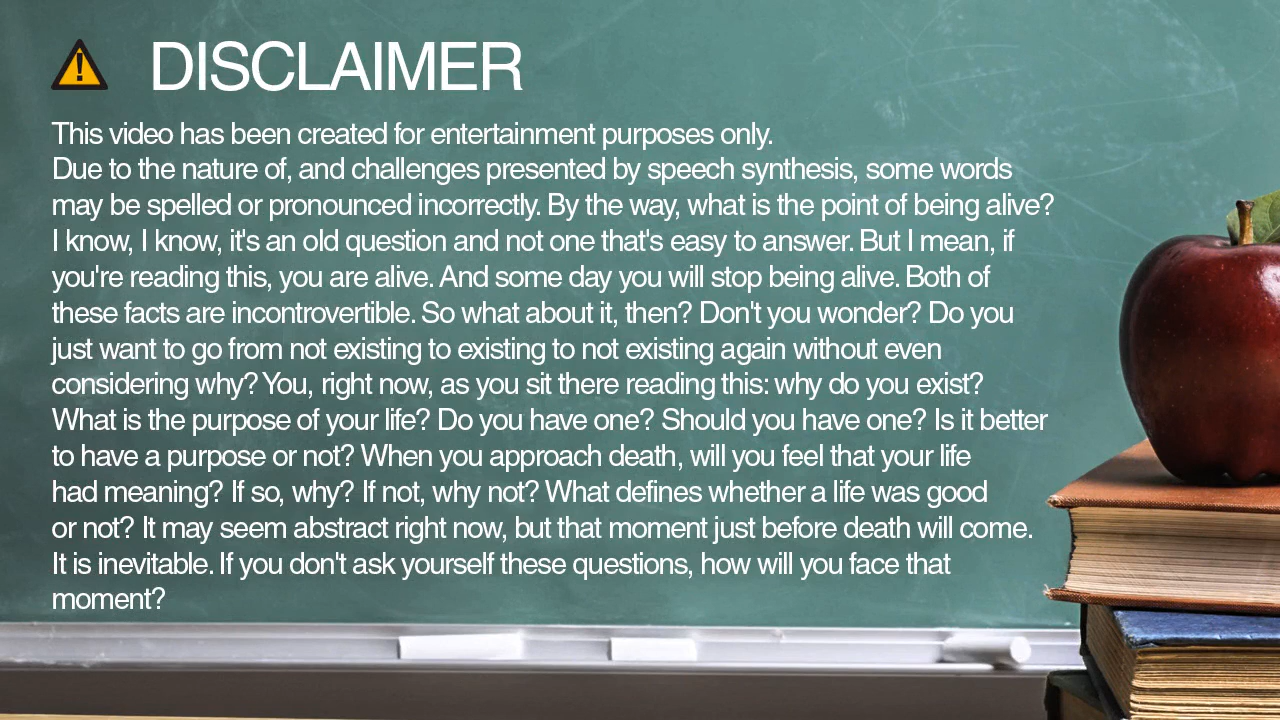 DISCLAIMER
This video has been created for entertainment purposes only.
Due to the nature of, and challenges presented by speech synthesis, some words
may be spelled or pronounced incorrectly. By the way, what is the point of being alive?
I know, I know, it's an old question and not one that's easy to answer. But I mean, if
you're reading this, you are alive. And some day you will stop being alive. Both of
these facts are incontrovertible. So what about it, then? Don't you wonder? Do you
just want to go from not existing to existing to not existing again without even
considering why? You, right now, as you sit there reading this: why do you exist?
What is the purpose of your life? Do you have one? Should you have one? Is it better
to have a purpose or not? When you approach death, will you feel that your life
had meaning? If so, why? If not, why not? What defines whether a life was good
or not? It may seem abstract right now, but that moment just before death will come.
It is inevitable. If you don't ask yourself these questions, how will you face that
moment?